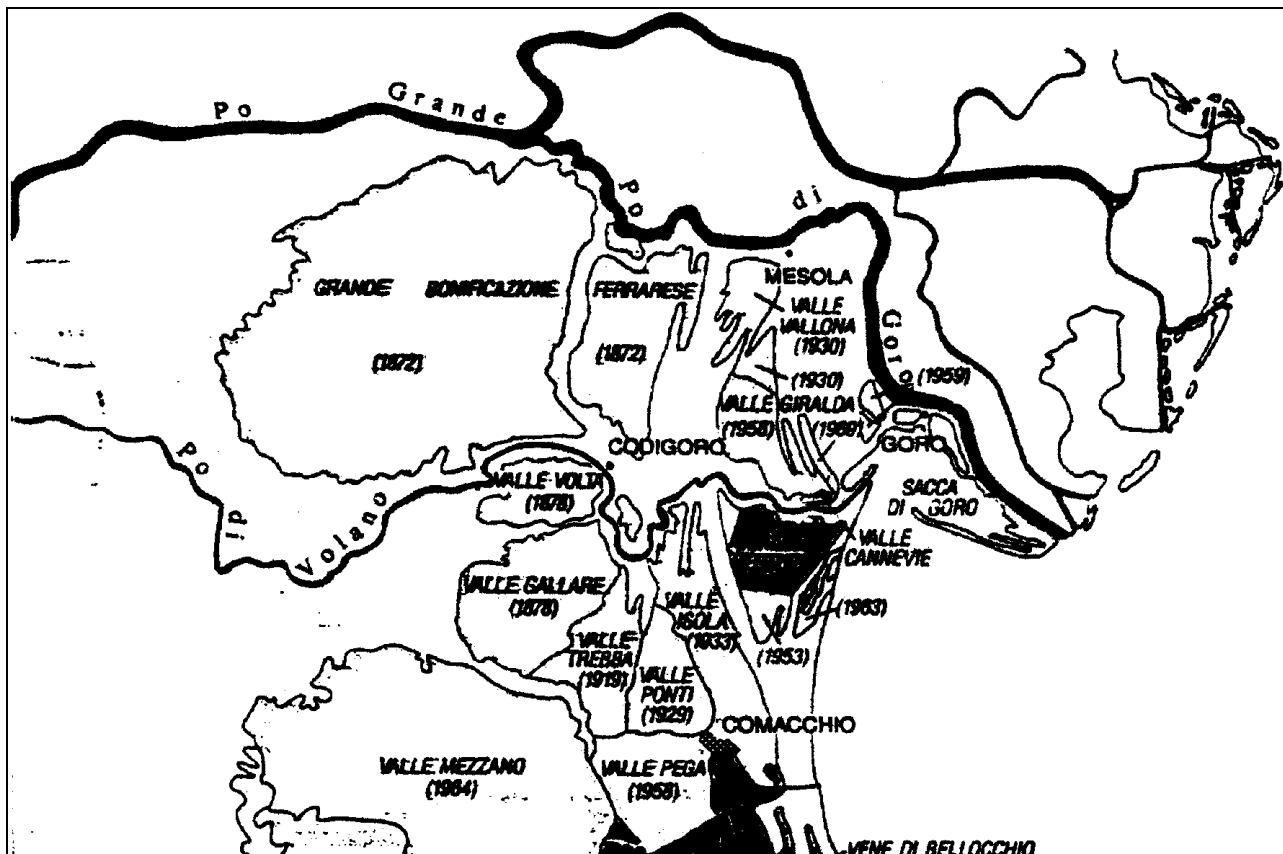 Po Grande
Po di Goro
MESOLA
GRANDE BONIFICAZIONE FERRARESE
(1872)
(1872)
VALLE
VALLONA
(1930)
(1930)
(1959)
VALLE GIRALDA
(1958)
(1969)
CODIGORO
GORO
Po di Volano
VALLE VOLTA
(1878)
SACCA
DI GORO
VALLE
CANNEVIE
VALLE GALLARE
(1878)
VALLE
ISOLA
(1933)
(1963)
(1953)
VALLE
TREBBA
(1919)
VALLE
PONTI
(1929)
COMACCHIO
VALLE MEZZANO
(1964)
VALLE PEGA
(1958)
VENE DI BELLOCCHIO